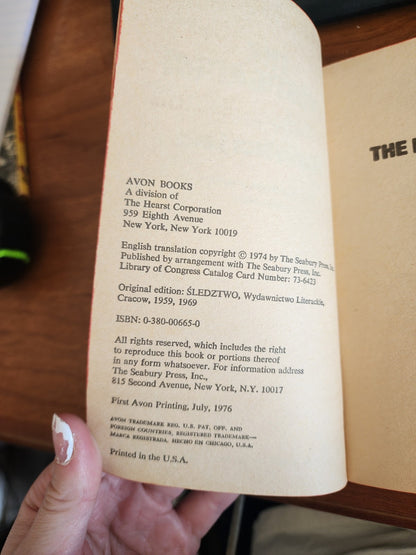 AVON BOOKS
A division of
The Hearst Corporation
959 Eighth Avenue
New York, New York 10019
English translation copyright © 1974 by The Seabury Press, Inc.
Published by arrangement with The Seabury Press, Inc.
Library of Congress Catalog Card Number: 73-6423
Original edition: ŚLEDZTWO, Wydawnictwo Literackie,
Cracow, 1959, 1969
ISBN: 0-380-00665-0
All rights reserved, which includes the right
to reproduce this book or portions thereof
in any form whatsoever. For information address
The Seabury Press, Inc.,
815 Second Avenue, New York, N.Y. 10017
First Avon Printing, July, 1976
AVON TRADEMARK REG. U.S. PAT. OFF. AND
FOREIGN COUNTRIES, REGISTERED TRADEMARK—
MARCA REGISTRADA, HECHO EN CHICAGO, U.S.A.
Printed in the U.S.A.
THE